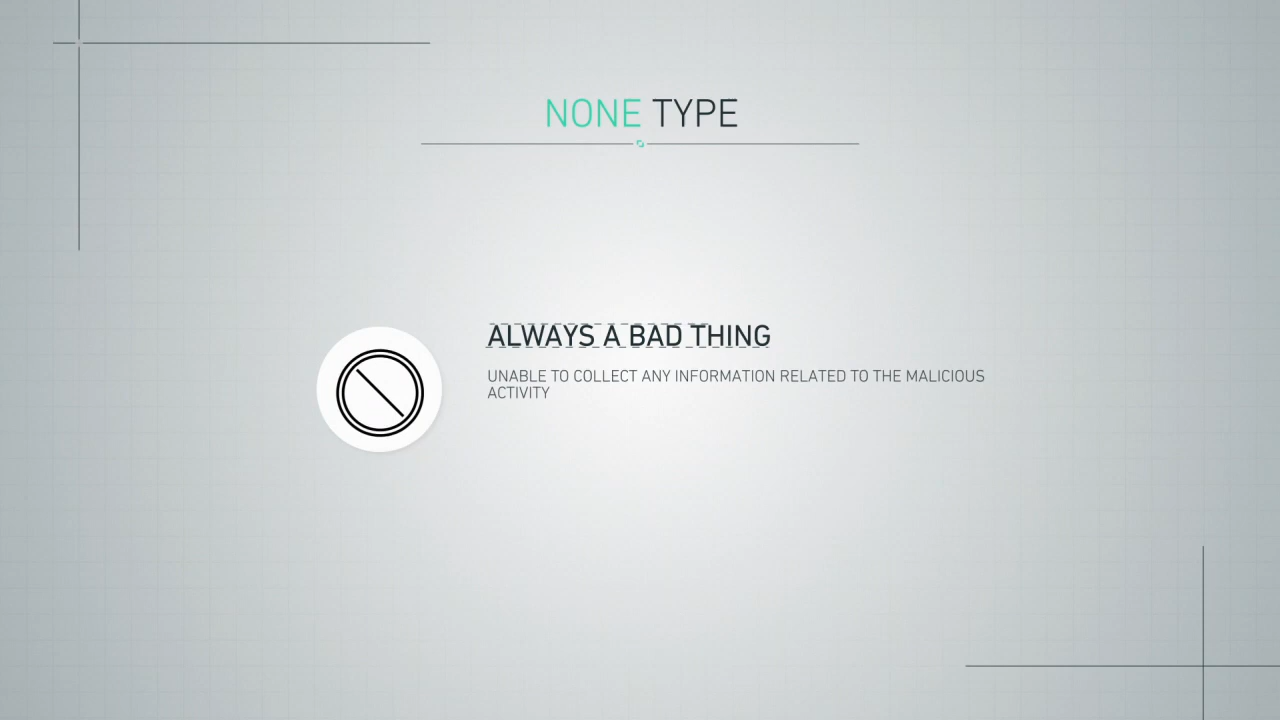 NONE TYPE
ALWAYS A BAD THING
UNABLE TO COLLECT ANY INFORMATION RELATED TO THE MALICIOUS
ACTIVITY